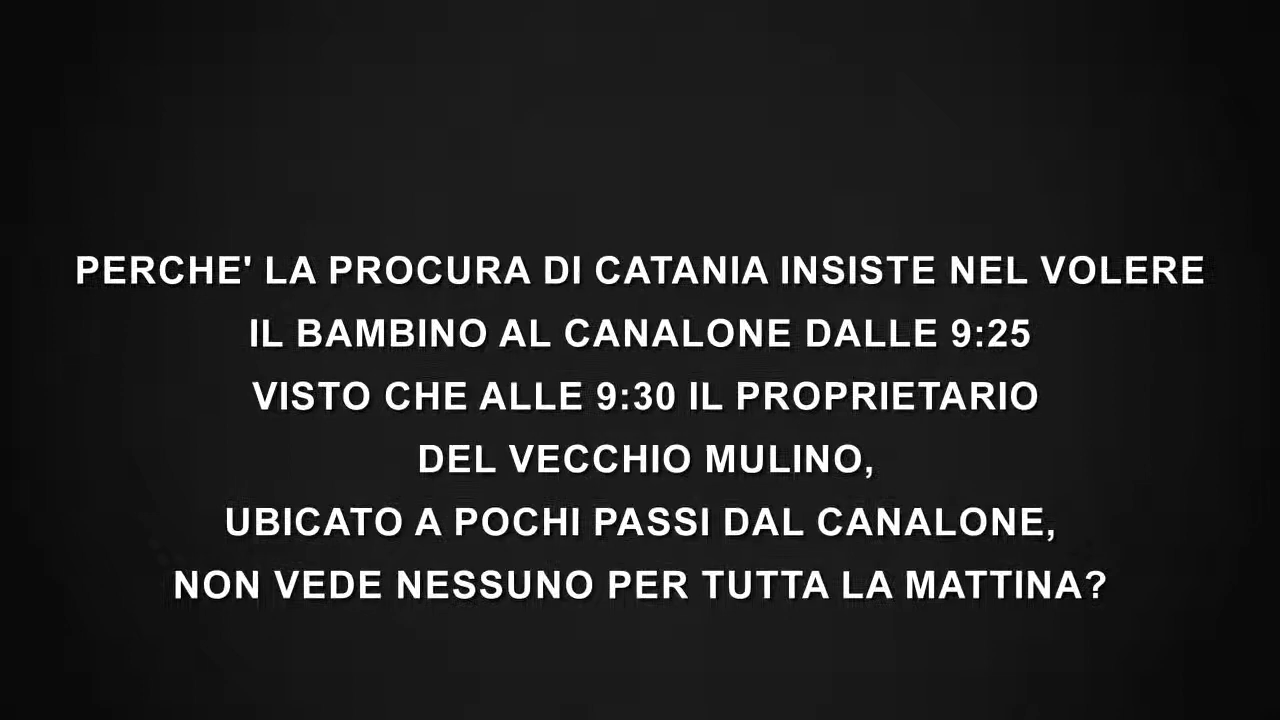 PERCHE' LA PROCURA DI CATANIA INSISTE NEL VOLERE
IL BAMBINO AL CANALONE DALLE 9:25
VISTO CHE ALLE 9:30 IL PROPRIETARIO
DEL VECCHIO MULINO,
UBICATO A POCHI PASSI DAL CANALONE,
NON VEDE NESSUNO PER TUTTA LA MATTINA?